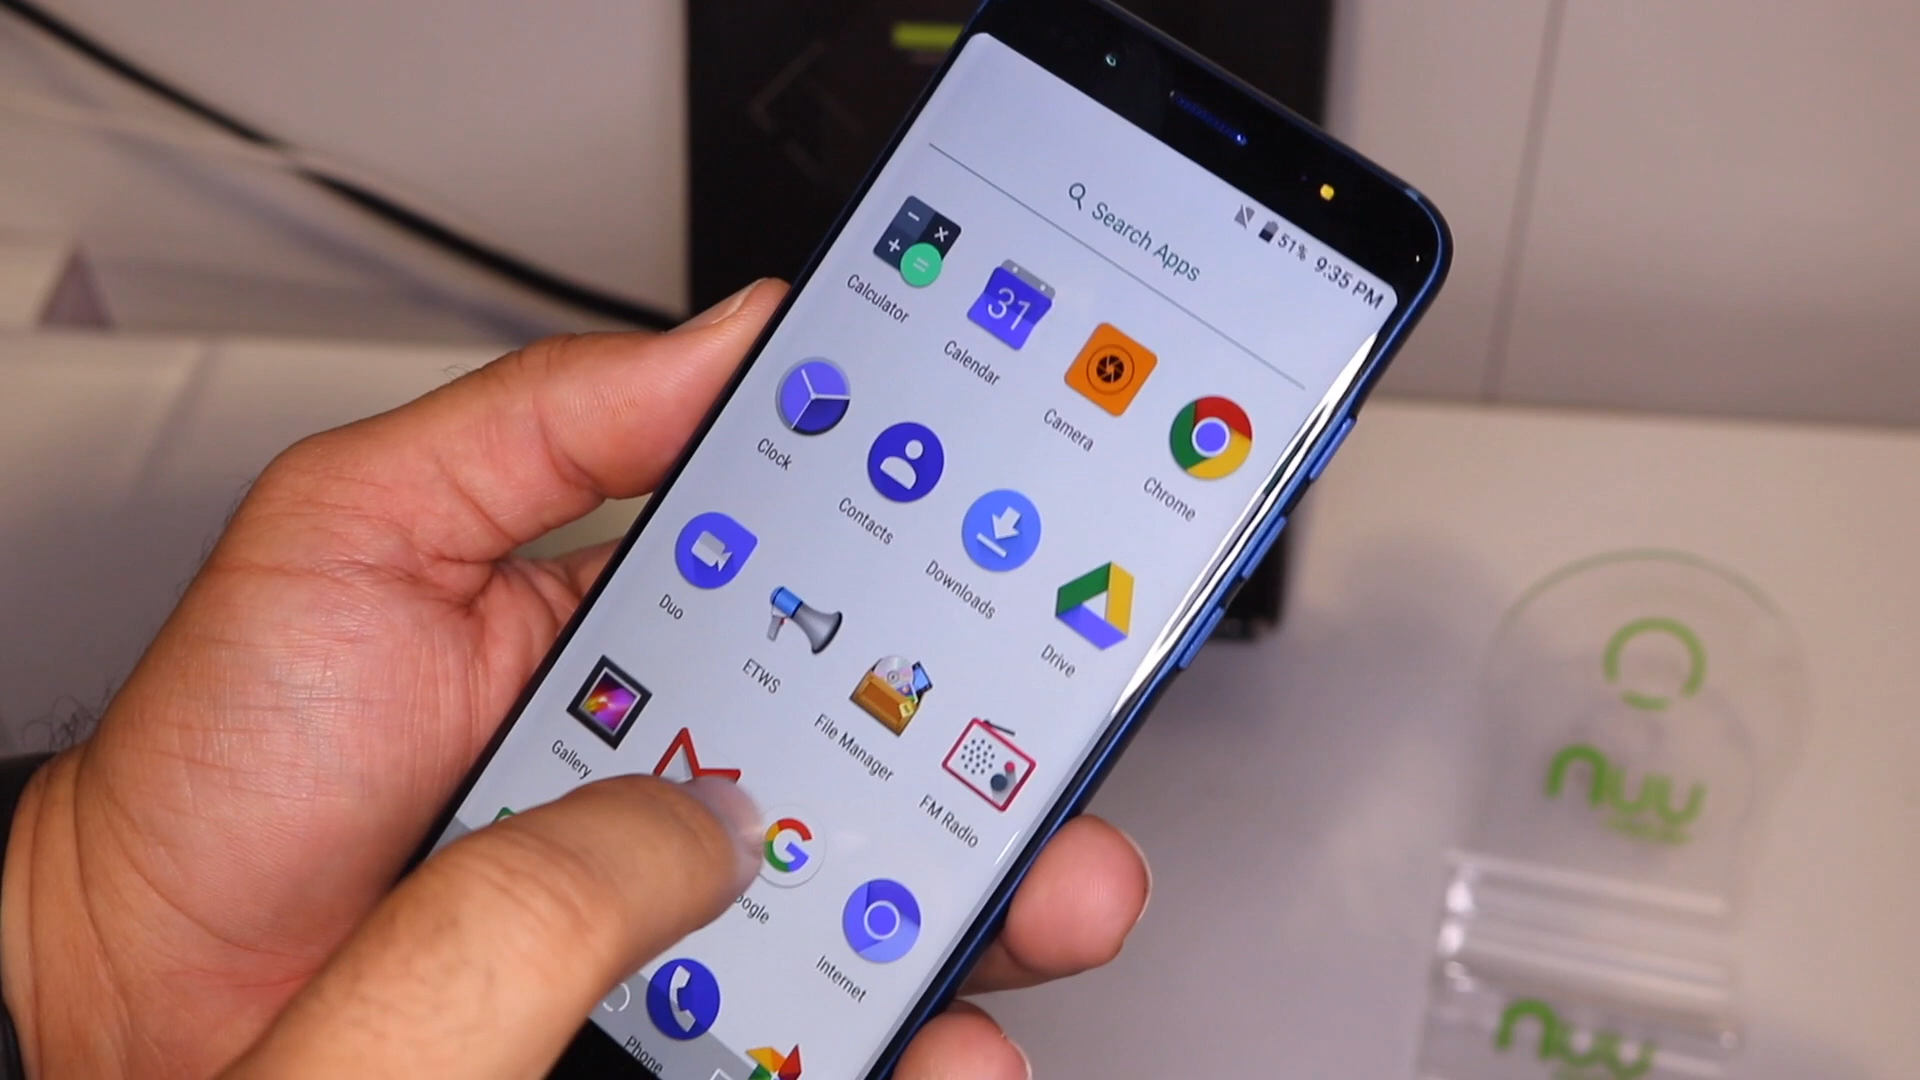 51% 9:35 PM
Search Apps
Calculator
Calendar
31
Camera
Chrome
Clock
Contacts
Downloads
Drive
Duo
ETWS
File Manager
FM Radio
Gallery
G
oogle
Internet
Phone
nuu
nuu